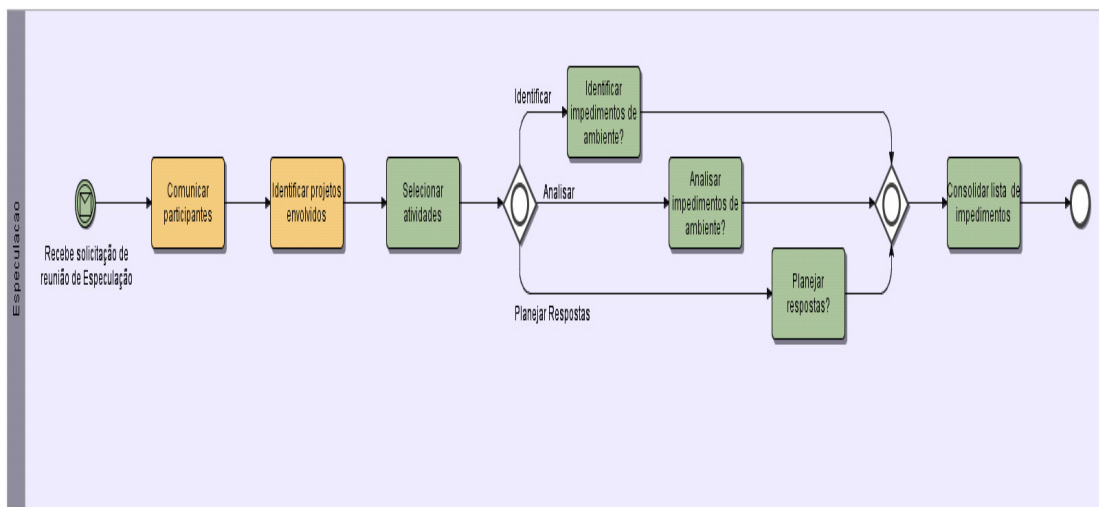 Especulacao
Recebe solicitação de
reunião de Especulação
Comunicar
participantes
Identificar projetos
envolvidos
Selecionar
atividades
Identificar
Identificar
impedimentos de
ambiente?
Analisar
Analisar
impedimentos de
ambiente?
Planejar Respostas
Planejar
respostas?
Consolidar lista de
impedimentos